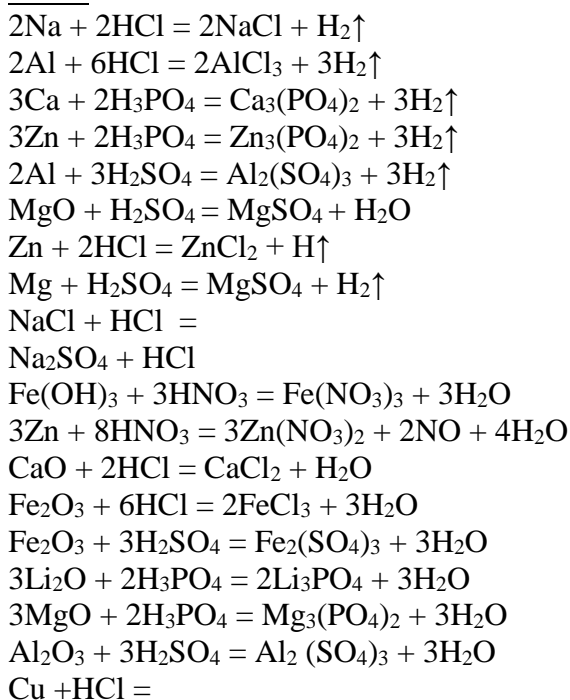 2Na + 2HCl = 2NaCl + H₂↑
2Al + 6HCl = 2AlCl₃ + 3H₂↑
3Ca + 2H₃PO₄ = Ca₃(PO₄)₂ + 3H₂↑
3Zn + 2H₃PO₄ = Zn₃(PO₄)₂ + 3H₂↑
2Al + 3H₂SO₄ = Al₂(SO₄)₃ + 3H₂↑
MgO + H₂SO₄ = MgSO₄ + H₂O
Zn + 2HCl = ZnCl₂ + H↑
Mg + H₂SO₄ = MgSO₄ + H₂↑
NaCl + HCl =
Na₂SO₄ + HCl
Fe(OH)₃ + 3HNO₃ = Fe(NO₃)₃ + 3H₂O
3Zn + 8HNO₃ = 3Zn(NO₃)₂ + 2NO + 4H₂O
CaO + 2HCl = CaCl₂ + H₂O
Fe₂O₃ + 6HCl = 2FeCl₃ + 3H₂O
Fe₂O₃ + 3H₂SO₄ = Fe₂(SO₄)₃ + 3H₂O
3Li₂O + 2H₃PO₄ = 2Li₃PO₄ + 3H₂O
3MgO + 2H₃PO₄ = Mg₃(PO₄)₂ + 3H₂O
Al₂O₃ + 3H₂SO₄ = Al₂ (SO₄)₃ + 3H₂O
Cu +HCl =